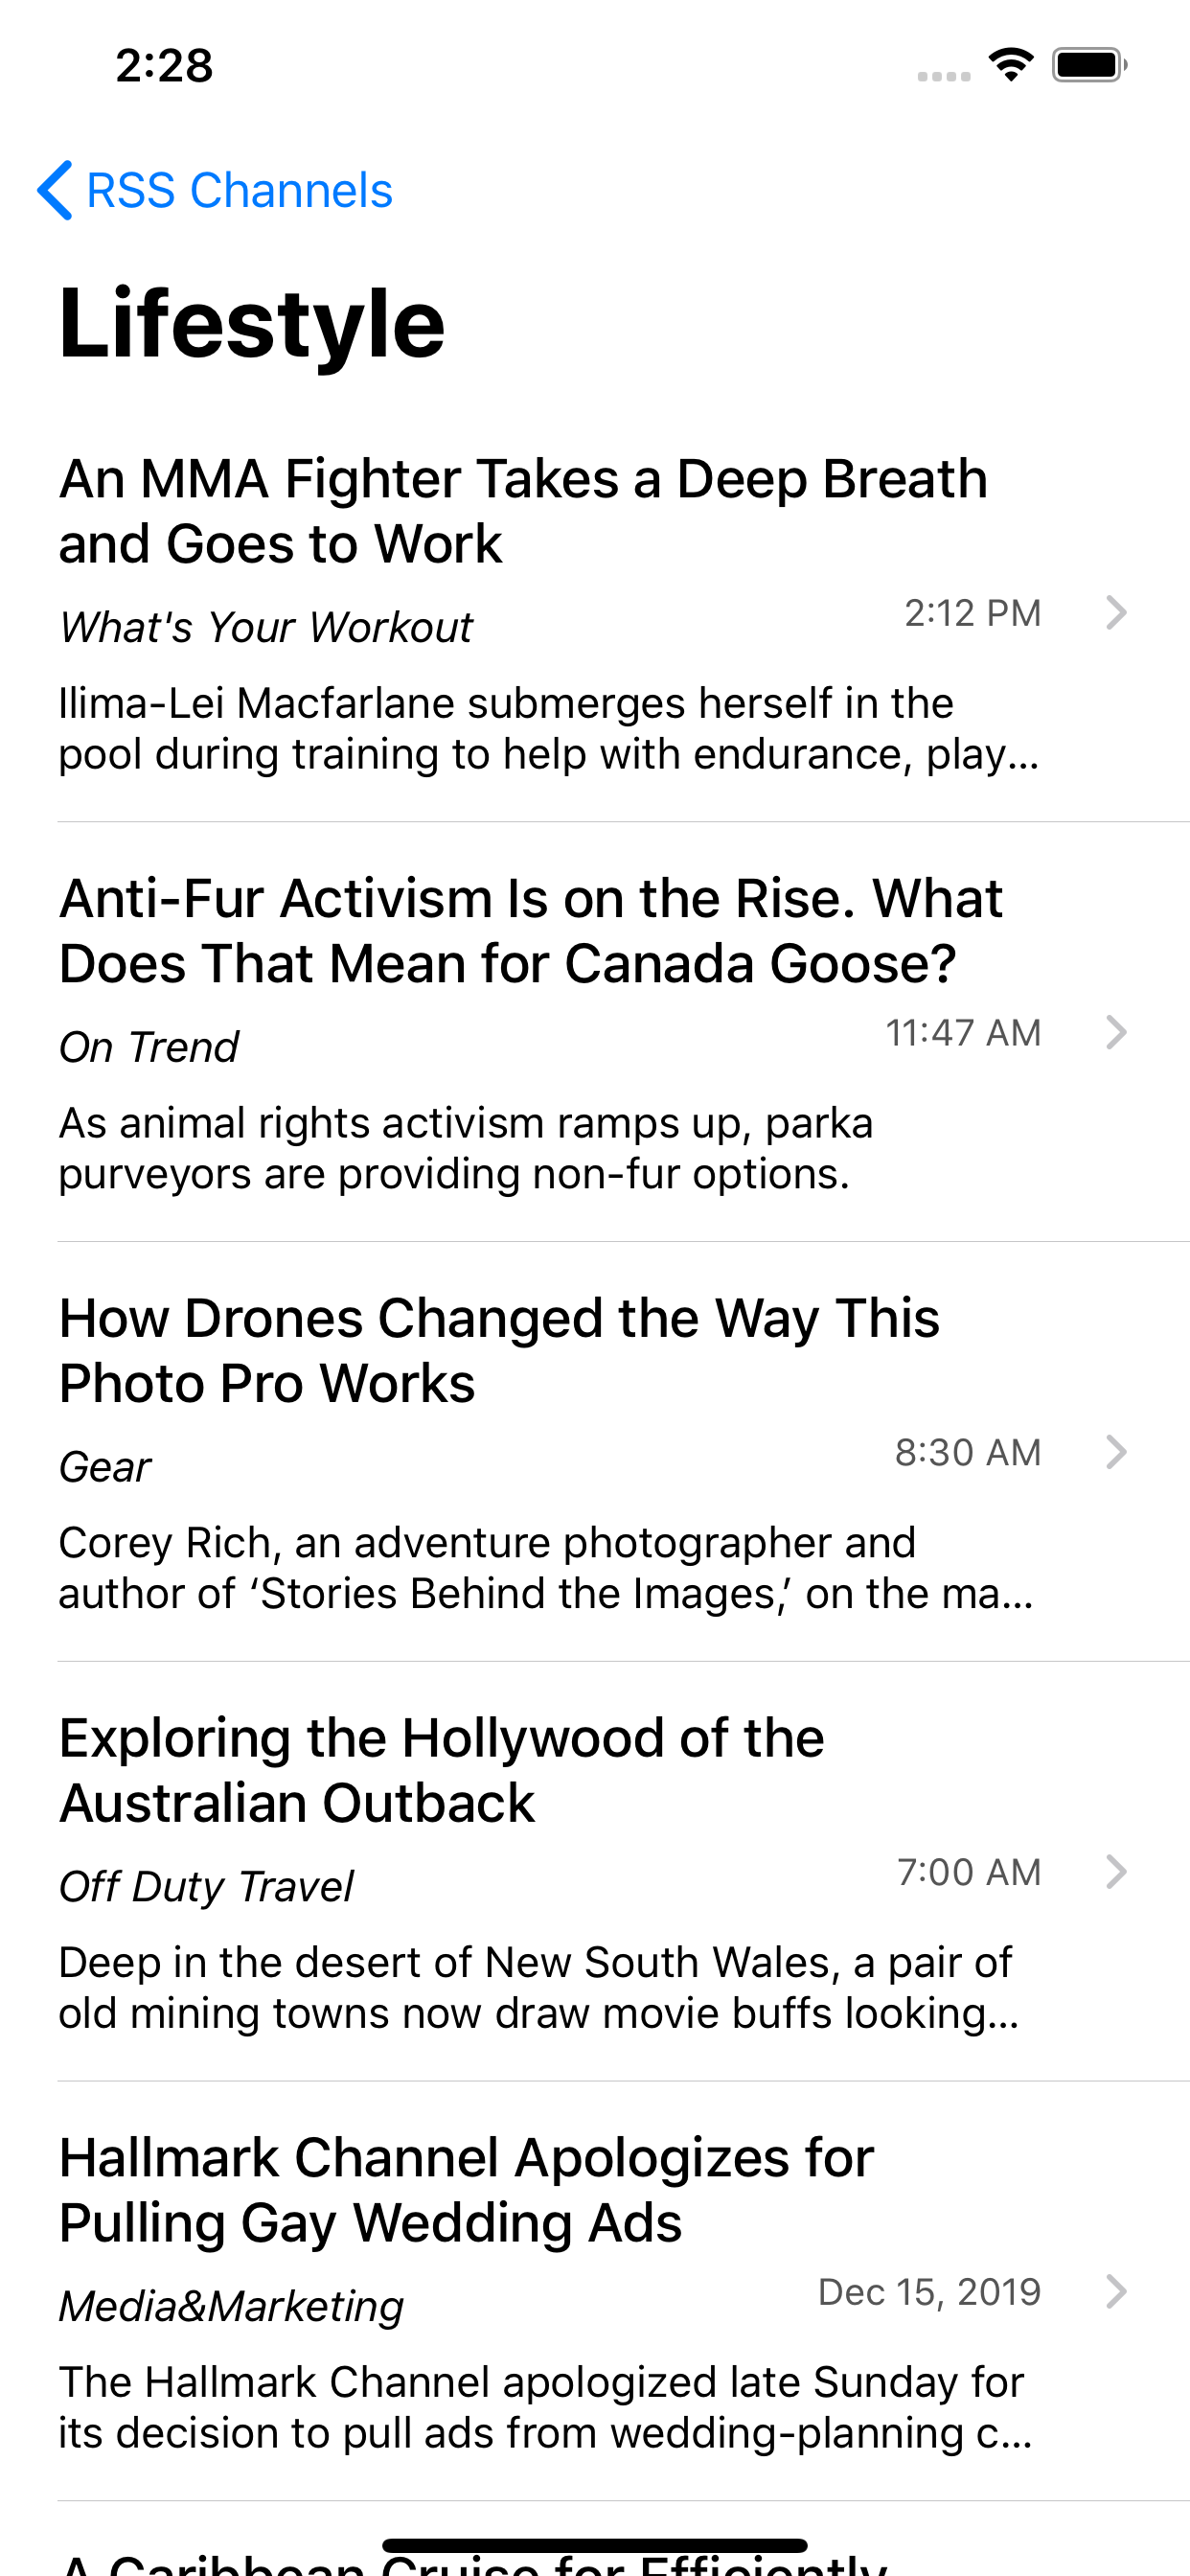 2:28
RSS Channels
Lifestyle
An MMA Fighter Takes a Deep Breath
and Goes to Work
What's Your Workout
2:12 PM
Ilima-Lei Macfarlane submerges herself in the
pool during training to help with endurance, play...
Anti-Fur Activism Is on the Rise. What
Does That Mean for Canada Goose?
On Trend
11:47 AM
As animal rights activism ramps up, parka
purveyors are providing non-fur options.
How Drones Changed the Way This
Photo Pro Works
Gear
8:30 AM
Corey Rich, an adventure photographer and
author of ‘Stories Behind the Images,’ on the ma...
Exploring the Hollywood of the
Australian Outback
Off Duty Travel
7:00 AM
Deep in the desert of New South Wales, a pair of
old mining towns now draw movie buffs looking...
Hallmark Channel Apologizes for
Pulling Gay Wedding Ads
Media&Marketing
Dec 15, 2019
The Hallmark Channel apologized late Sunday for
its decision to pull ads from wedding-planning c...
A Caribbean Cruise for Efficiently